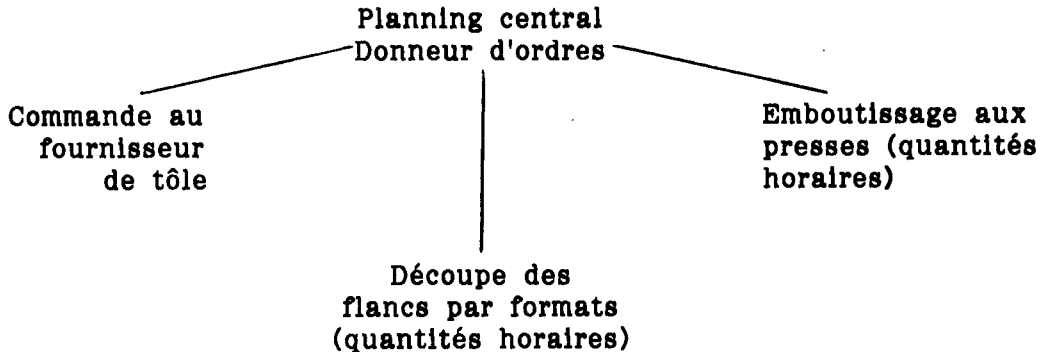 Planning central
Donneur d'ordres
Commande au
fournisseur
de tôle
Emboutissage aux
presses (quantités
horaires)
Découpe des
flancs par formats
(quantités horaires)